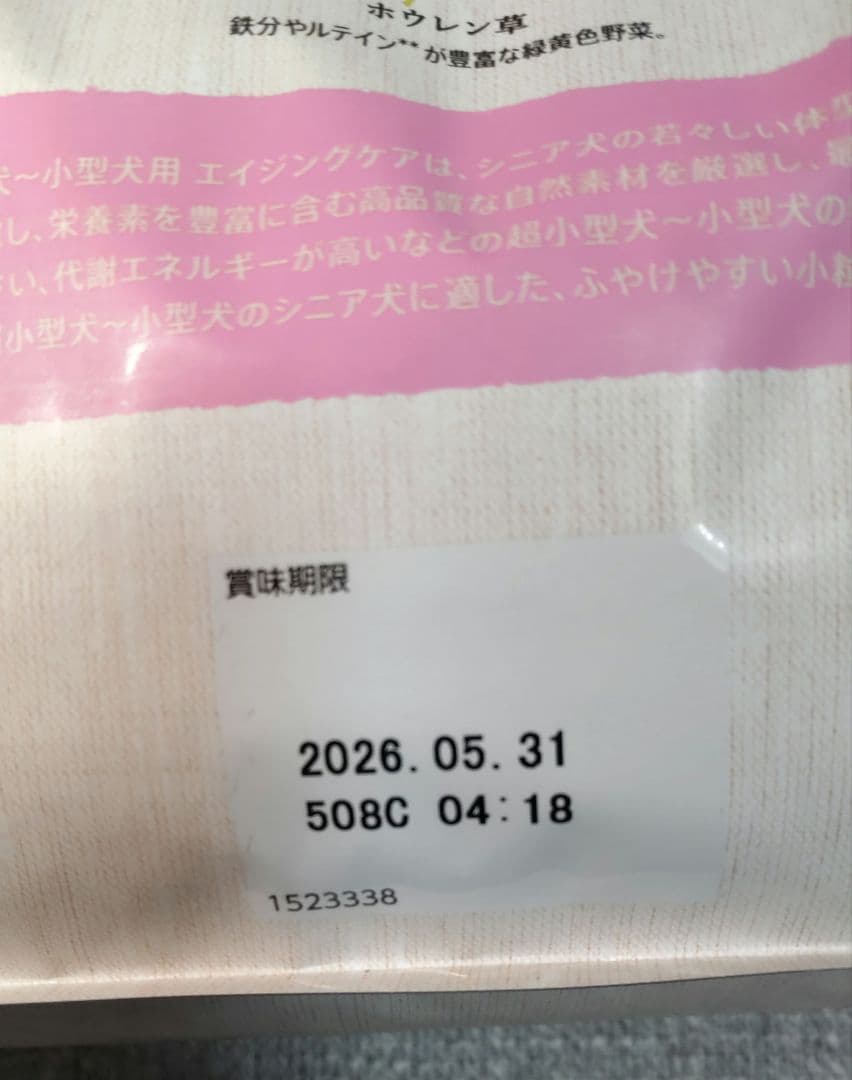 ホウレン草
鉄分やルテイン**が豊富な緑黄色野菜。
～小型犬用 エイジングケアは、シニア犬の若々しい体型
し、栄養素を豊富に含む高品質な自然素材を厳選し、最
い、代謝エネルギーが高いなどの超小型犬～小型犬の
小型犬～小型犬のシニア犬に適した、ふやけやすい小粒
賞味期限
2026.05.31
508C 04:18
1523338